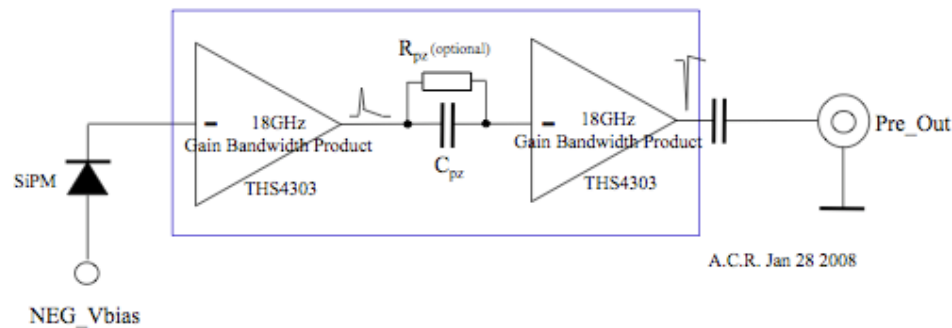 R_pz (optional)
- 18GHz
Gain Bandwidth Product
THS4303
C_pz
- 18GHz
Gain Bandwidth Product
THS4303
Pre_Out
SiPM
NEG_Vbias
A.C.R. Jan 28 2008